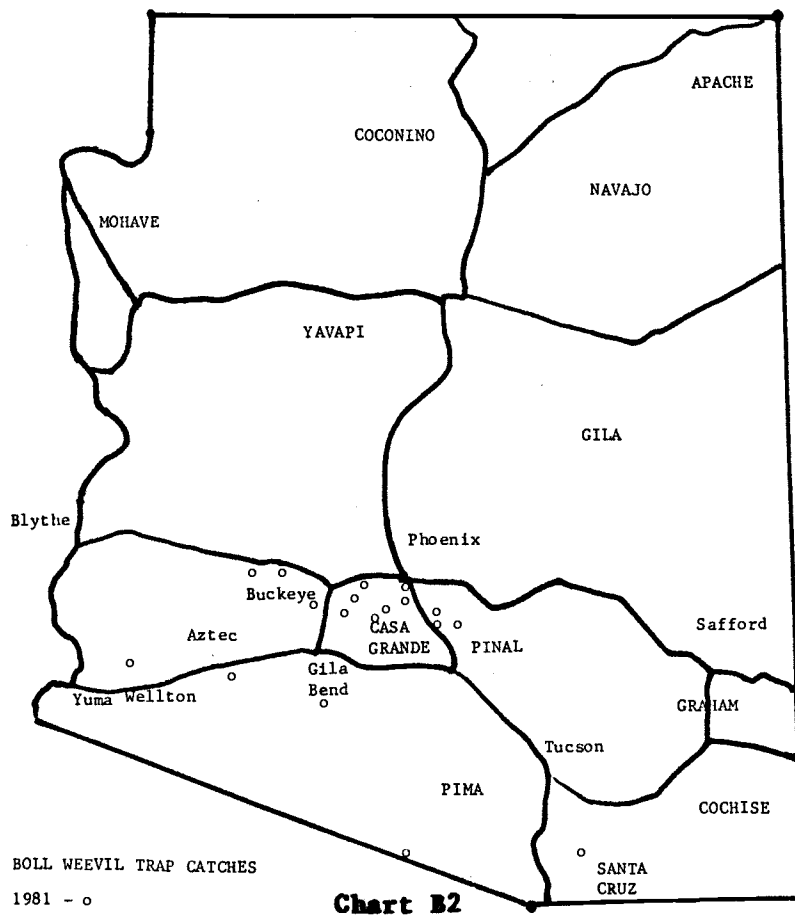 APACHE
COCONINO
NAVAJO
MOHAVE
YAVAPI
GILA
Blythe
Phoenix
Buckeye
Aztec
CASA
GRANDE
PINAL
Safford
Gila
Bend
Yuma Wellton
GRAHAM
Tucson
PIMA
COCHISE
SANTA
CRUZ
BOLL WEEVIL TRAP CATCHES
1981 - o
Chart B2